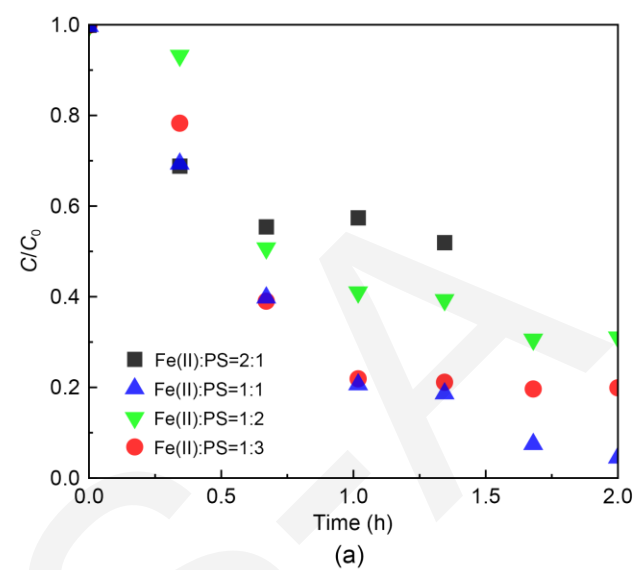 1.0
0.8
0.6
0.4
0.2
0.0
C/C₀
Fe(II):PS=2:1
Fe(II):PS=1:1
Fe(II):PS=1:2
Fe(II):PS=1:3
0.0 0.5 1.0 1.5 2.0
Time (h)
(a)